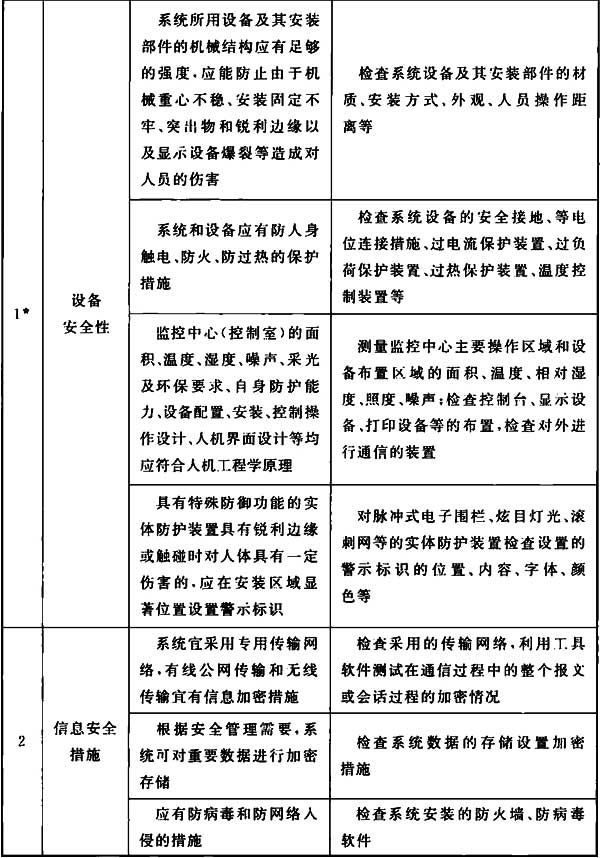 1*
设备
安全性
系统所用设备及其安装
部件的机械结构应有足够
的强度,应能防止由于机
械重心不稳、安装固定不
牢、突出物和锐利边缘以
及显示设备爆裂等造成对
人员的伤害
检查系统设备及其安装部件的材
质、安装方式、外观、人员操作距
离等
系统和设备应有防人身
触电、防火、防过热的保护
措施
检查系统设备的安全接地、等电
位连接措施、过电流保护装置、过负
荷保护装置、过热保护装置、温度控
制装置等
监控中心(控制室)的面
积、温度、湿度、噪声、采光
及环保要求、自身防护能
力、设备配置、安装、控制操
作设计、人机界面设计等均
应符合人机工程学原理
测量监控中心主要操作区域和设
备布置区域的面积、温度、相对湿
度、照度、噪声;检查控制台、显示设
备、打印设备等的布置,检查对外进
行通信的装置
具有特殊防御功能的实
体防护装置具有锐利边缘
或触碰时对人体具有一定
伤害的,应在安装区域显
著位置设置警示标识
对脉冲式电子围栏、炫目灯光、滚
刺网等的实体防护装置检查设置的
警示标识的位置、内容、字体、颜
色等
2
信息安全
措施
系统宜采用专用传输网
络,有线公网传输和无线
传输宜有信息加密措施
检查采用的传输网络,利用工具
软件测试在通信过程中的整个报文
或会话过程的加密情况
根据安全管理需要,系
统可对重要数据进行加密
存储
检查系统数据的存储设置加密
措施
应有防病毒和防网络入
侵的措施
检查系统安装的防火墙、防病毒
软件